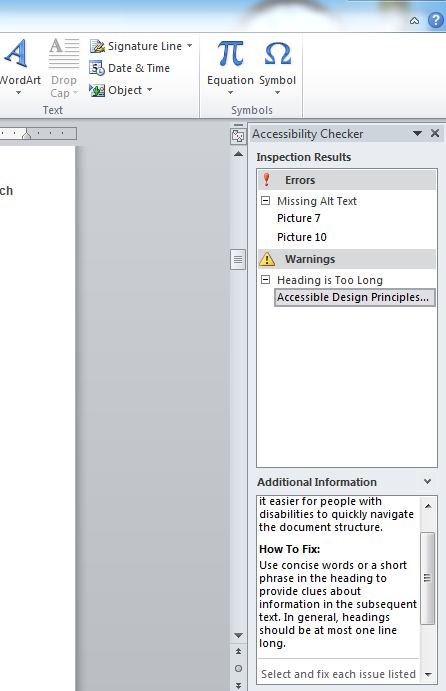 A
WordArt
Drop
Cap
Signature Line
Date & Time
Object
Text
π
Equation
Ω
Symbol
Symbols
ch
Accessibility Checker
Inspection Results
Errors
Missing Alt Text
Picture 7
Picture 10
Warnings
Heading is Too Long
Accessible Design Principles...
Additional Information
it easier for people with
disabilities to quickly navigate
the document structure.
How To Fix:
Use concise words or a short
phrase in the heading to
provide clues about
information in the subsequent
text. In general, headings
should be at most one line
long.
Select and fix each issue listed